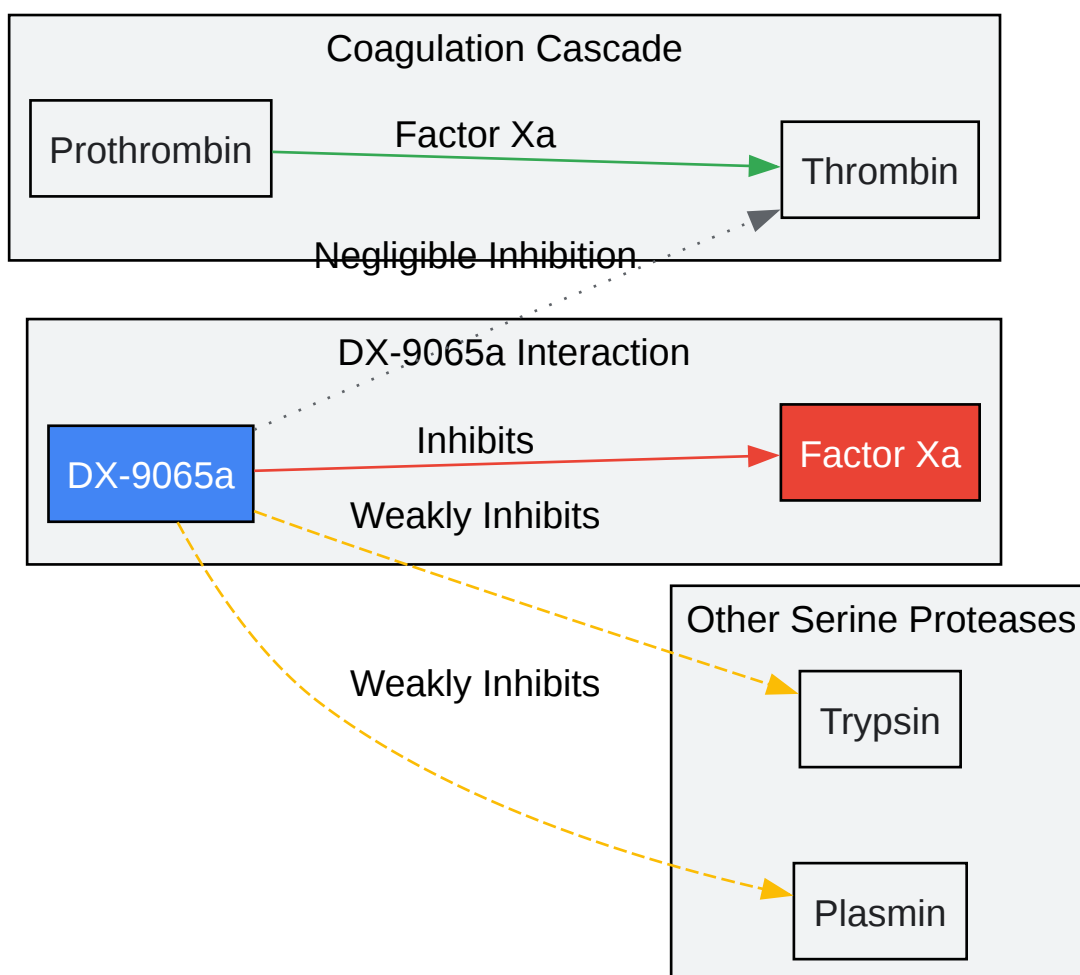 Coagulation Cascade
Prothrombin
Factor Xa
Thrombin
Negligible Inhibition
DX-9065a Interaction
DX-9065a
Inhibits
Factor Xa
Weakly Inhibits
Other Serine Proteases
Weakly Inhibits
Trypsin
Plasmin